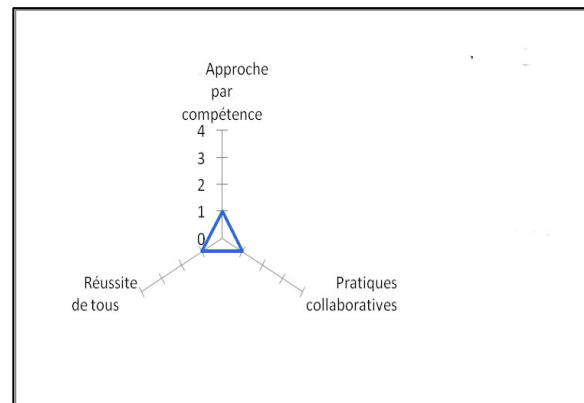 Approche
par
compétence
4
3
2
1
0
Réussite
de tous
Pratiques
collaboratives